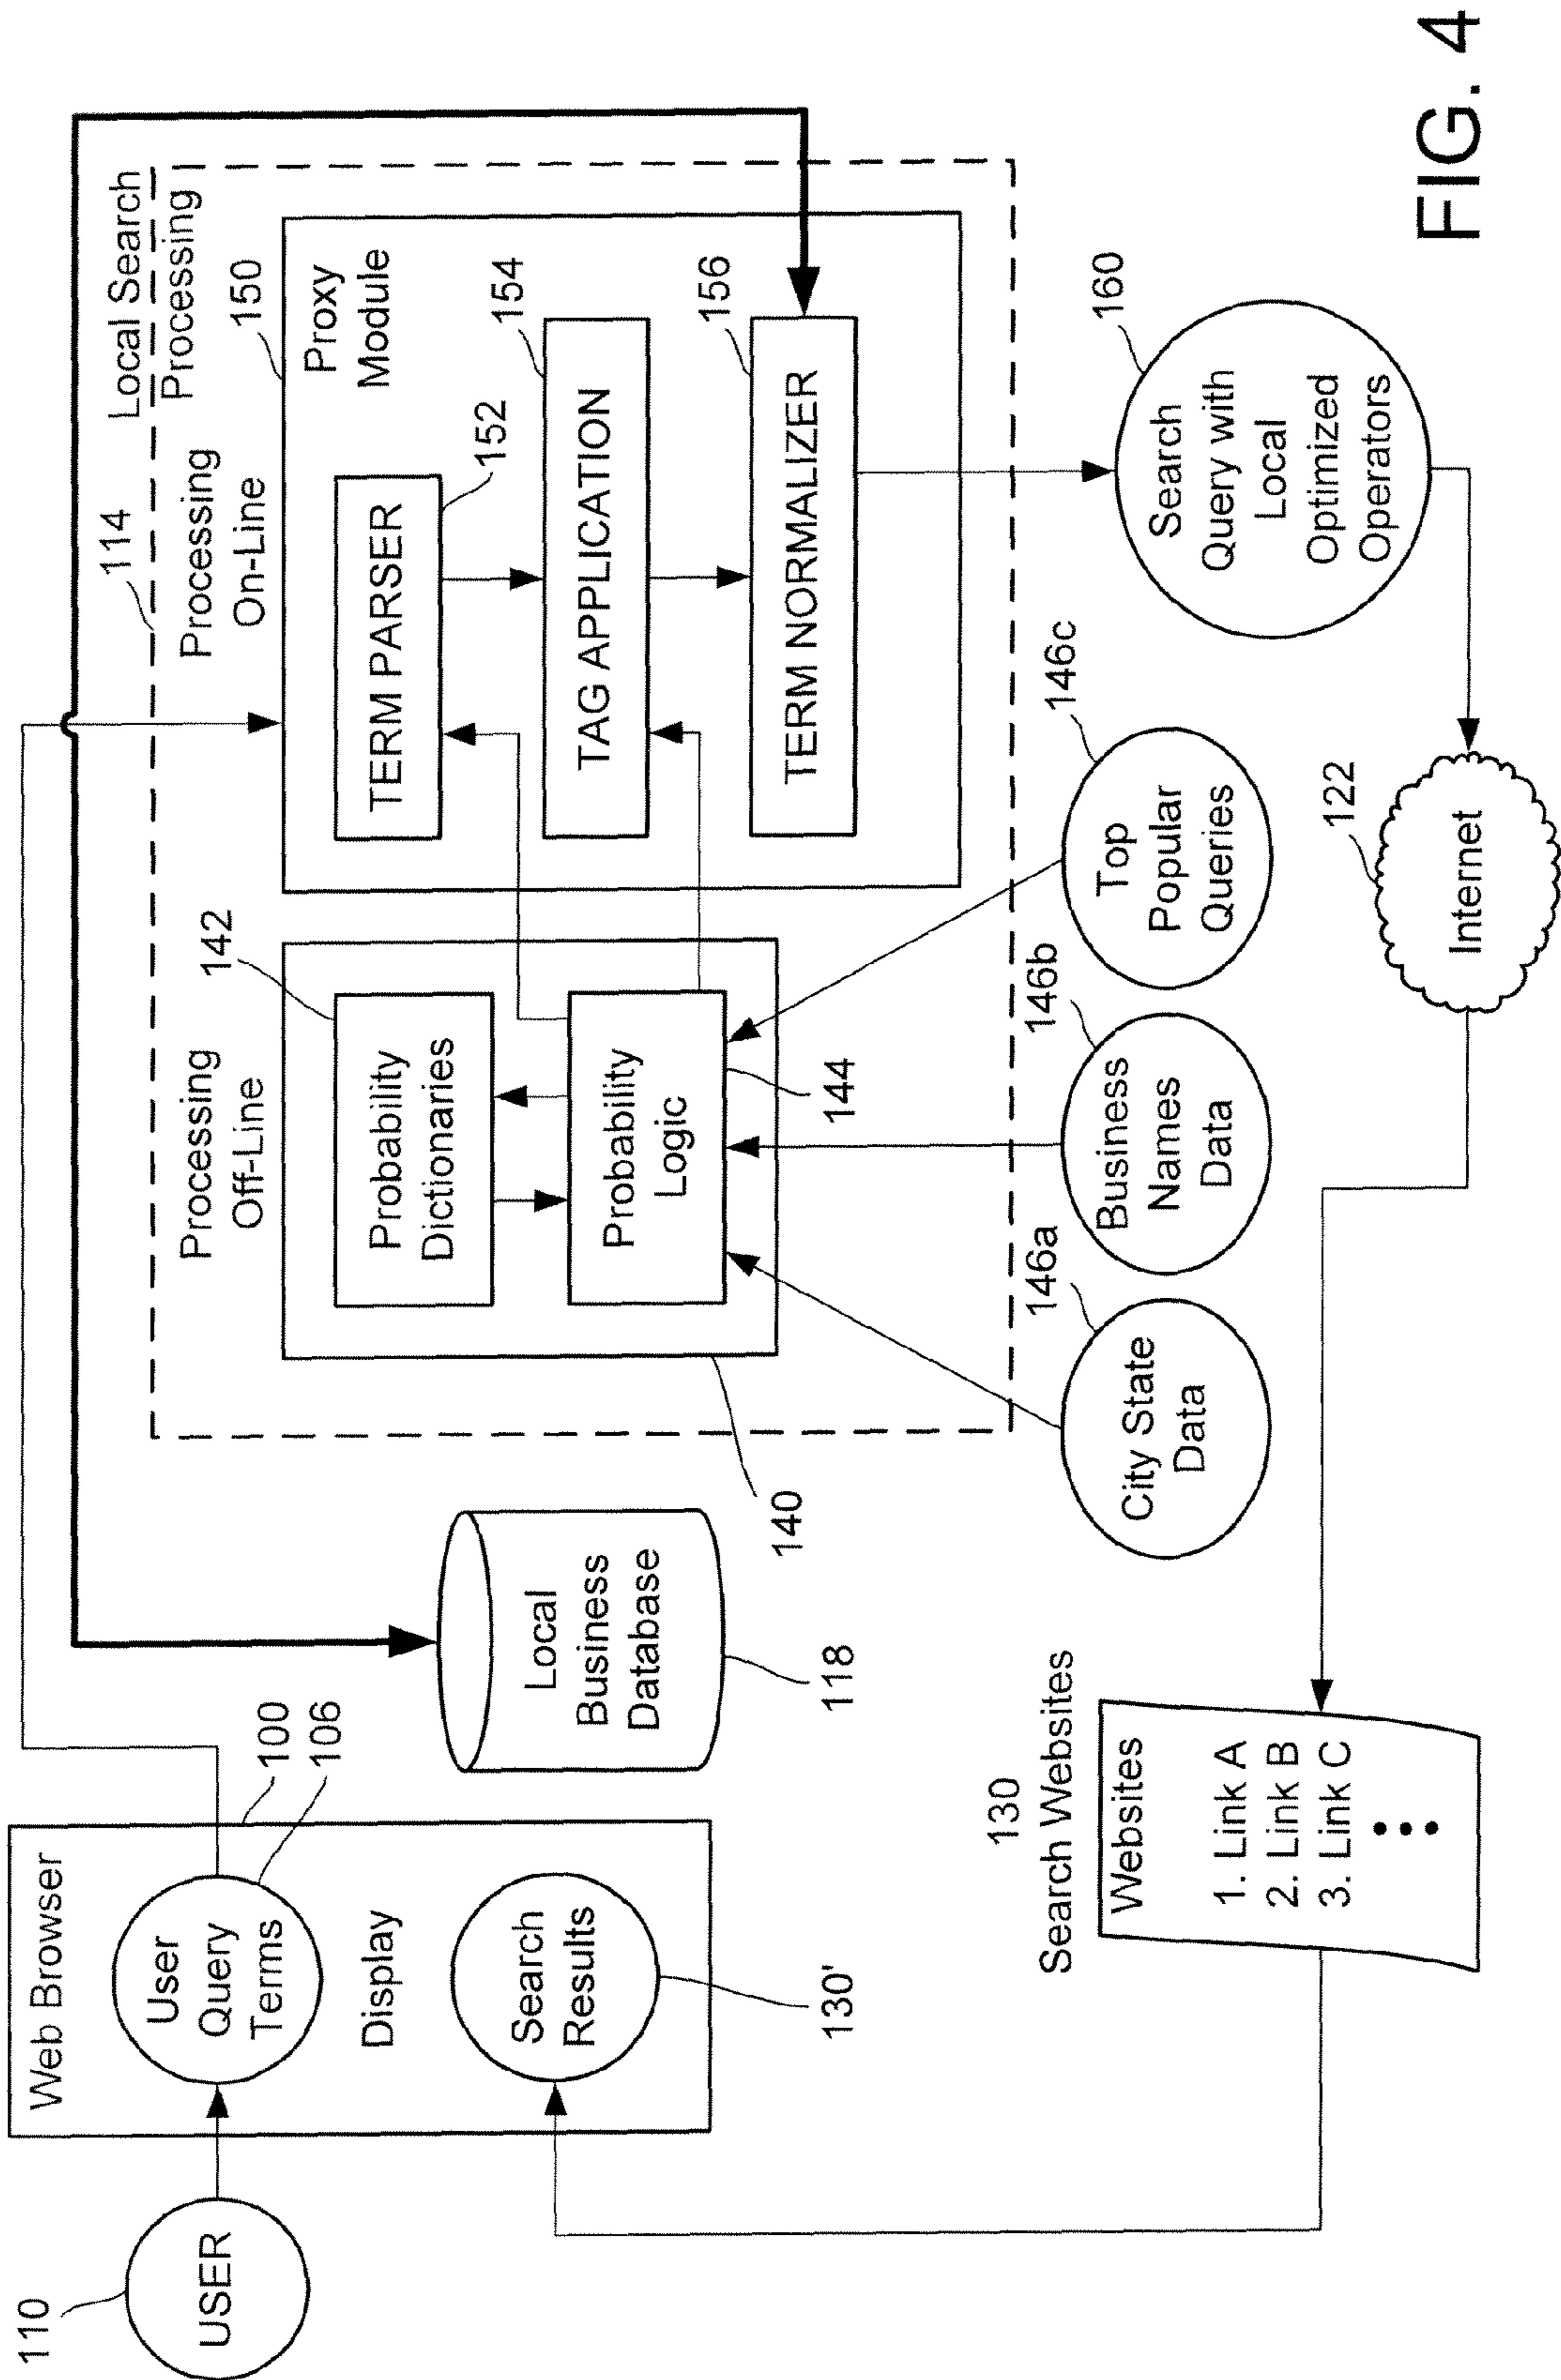 110
USER
Web Browser
User
Query
Terms
Display
Search
Results
130'
100
106
Local
Business
Database
118
114
Local Search
Processing
Processing
Off-Line
Processing
On-Line
142
Probability
Dictionaries
Probability
Logic
144
140
150
Proxy
Module
TERM PARSER
152
TAG APPLICATION
154
TERM NORMALIZER
156
146a
City State
Data
146b
Business
Names
Data
146c
Top
Popular
Queries
160
Search
Query with
Local
Optimized
Operators
122
Internet
130
Search Websites
Websites
1. Link A
2. Link B
3. Link C
FIG. 4